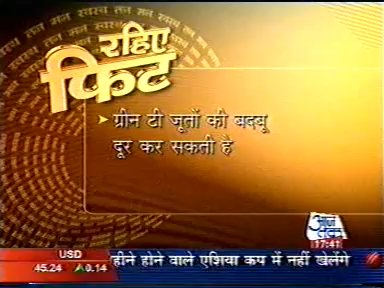 रहिए
फिट
ग्रीन टी जूतों की बदबू
दूर कर सकती है
आज
तक
17:41
USD
45.24 0.14
हीने होने वाले एशिया कप में नहीं खेलेंगे